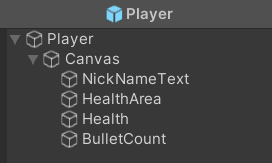 Player
Player
Canvas
NickNameText
HealthArea
Health
BulletCount